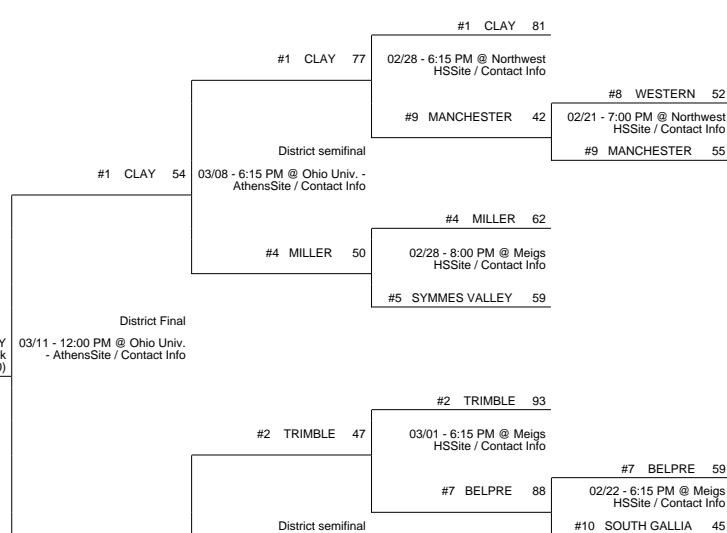 #1 CLAY 81
#1 CLAY 77
02/28 - 6:15 PM @ Northwest
HSSite / Contact Info
#8 WESTERN 52
#9 MANCHESTER 42
02/21 - 7:00 PM @ Northwest
HSSite / Contact Info
District semifinal
#9 MANCHESTER 55
#1 CLAY 54
03/08 - 6:15 PM @ Ohio Univ. -
AthensSite / Contact Info
#4 MILLER 62
#4 MILLER 50
02/28 - 8:00 PM @ Meigs
HSSite / Contact Info
#5 SYMMES VALLEY 59
District Final
Y
03/11 - 12:00 PM @ Ohio Univ.
k
- AthensSite / Contact Info
)
#2 TRIMBLE 93
#2 TRIMBLE 47
03/01 - 6:15 PM @ Meigs
HSSite / Contact Info
#7 BELPRE 59
#7 BELPRE 88
02/22 - 6:15 PM @ Meigs
HSSite / Contact Info
District semifinal
#10 SOUTH GALLIA 45